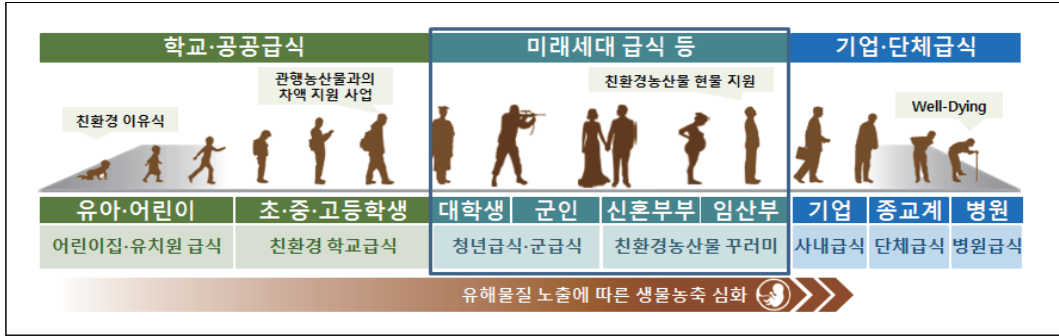 학교·공공급식
미래세대 급식 등
기업·단체급식
관행농산물과의
차액 지원 사업
친환경농산물 현물 지원
친환경 이유식
Well-Dying
유아·어린이
초·중·고등학생
대학생
군인
신혼부부
임산부
기업
종교계
병원
어린이집·유치원 급식
친환경 학교급식
청년급식·군급식
친환경농산물 꾸러미
사내급식
단체급식
병원급식
유해물질 노출에 따른 생물농축 심화